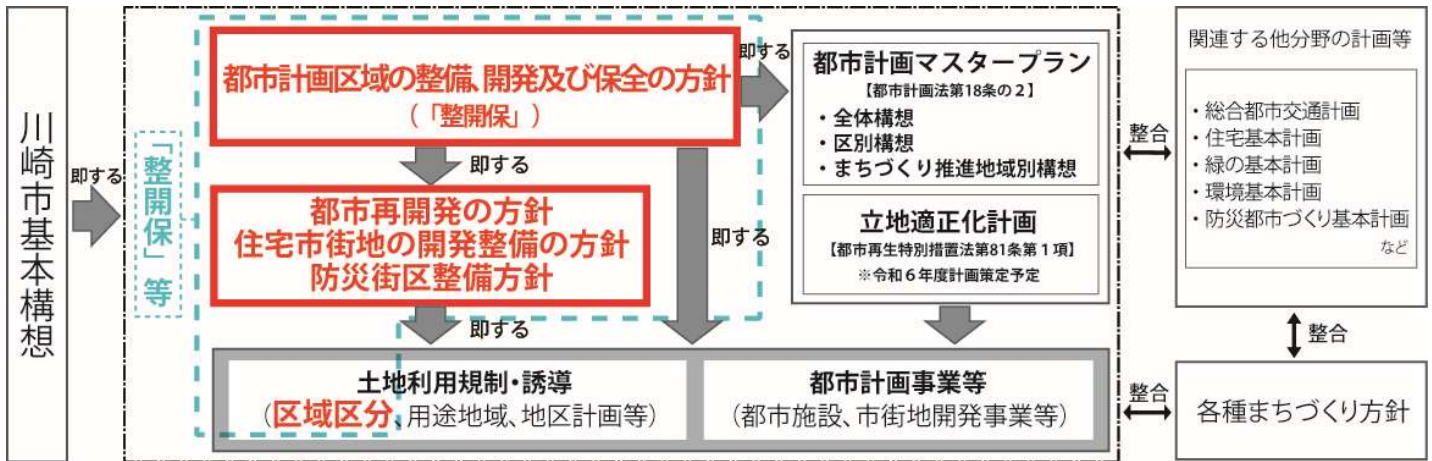 川崎市基本構想
即する
「整開保」等
都市計画区域の整備、開発及び保全の方針
(「整開保」)
即する
即する
都市再開発の方針
住宅市街地の開発整備の方針
防災街区整備方針
即する
即する
都市計画マスタープラン
【都市計画法第18条の2】
・全体構想
・区別構想
・まちづくり推進地域別構想
立地適正化計画
【都市再生特別措置法第81条第1項】
※令和6年度計画策定予定
土地利用規制・誘導
(区域区分、用途地域、地区計画等)
都市計画事業等
(都市施設、市街地開発事業等)
整合
関連する他分野の計画等
・総合都市交通計画
・住宅基本計画
・緑の基本計画
・環境基本計画
・防災都市づくり基本計画
など
整合
整合
各種まちづくり方針